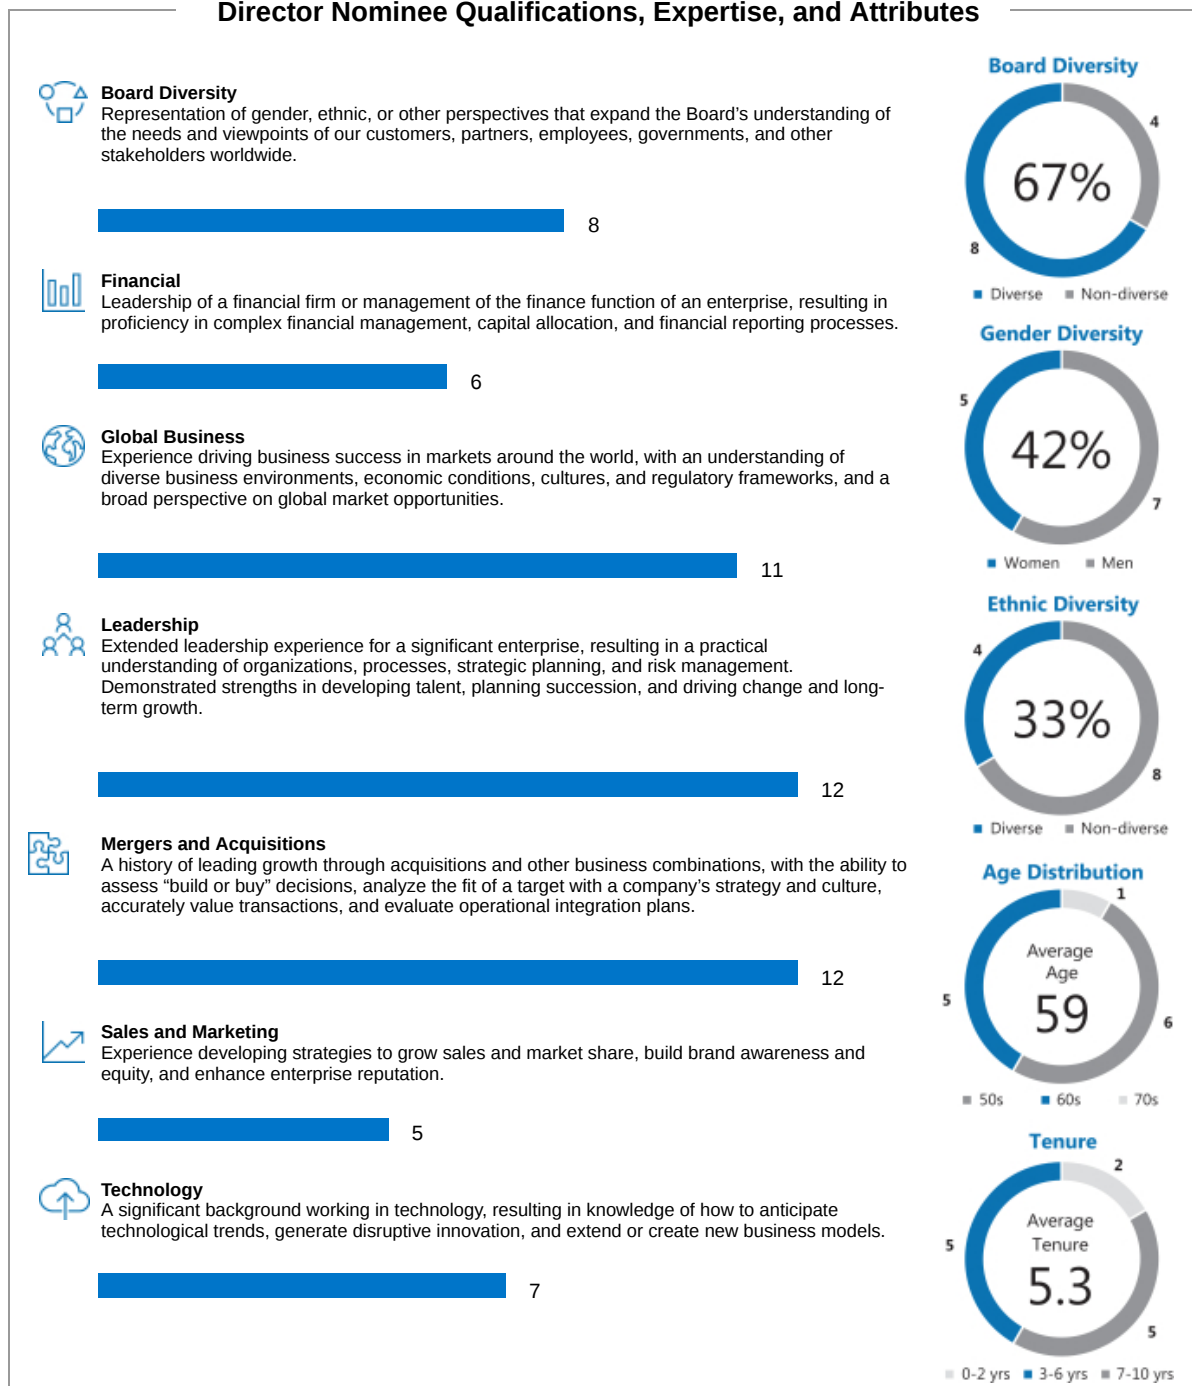 Director Nominee Qualifications, Expertise, and Attributes
Board Diversity
Representation of gender, ethnic, or other perspectives that expand the Board’s understanding of
the needs and viewpoints of our customers, partners, employees, governments, and other
stakeholders worldwide.
8
Financial
Leadership of a financial firm or management of the finance function of an enterprise, resulting in
proficiency in complex financial management, capital allocation, and financial reporting processes.
6
Global Business
Experience driving business success in markets around the world, with an understanding of
diverse business environments, economic conditions, cultures, and regulatory frameworks, and a
broad perspective on global market opportunities.
11
Leadership
Extended leadership experience for a significant enterprise, resulting in a practical
understanding of organizations, processes, strategic planning, and risk management.
Demonstrated strengths in developing talent, planning succession, and driving change and long-
term growth.
12
Mergers and Acquisitions
A history of leading growth through acquisitions and other business combinations, with the ability to
assess “build or buy” decisions, analyze the fit of a target with a company’s strategy and culture,
accurately value transactions, and evaluate operational integration plans.
12
Sales and Marketing
Experience developing strategies to grow sales and market share, build brand awareness and
equity, and enhance enterprise reputation.
5
Technology
A significant background working in technology, resulting in knowledge of how to anticipate
technological trends, generate disruptive innovation, and extend or create new business models.
7
Board Diversity
4
67%
8
Diverse Non-diverse
Gender Diversity
5
42%
7
Women Men
Ethnic Diversity
4
33%
8
Diverse Non-diverse
Age Distribution
1
Average
Age
59
5
6
50s 60s 70s
Tenure
2
Average
Tenure
5
5.3
5
0-2 yrs 3-6 yrs 7-10 yrs